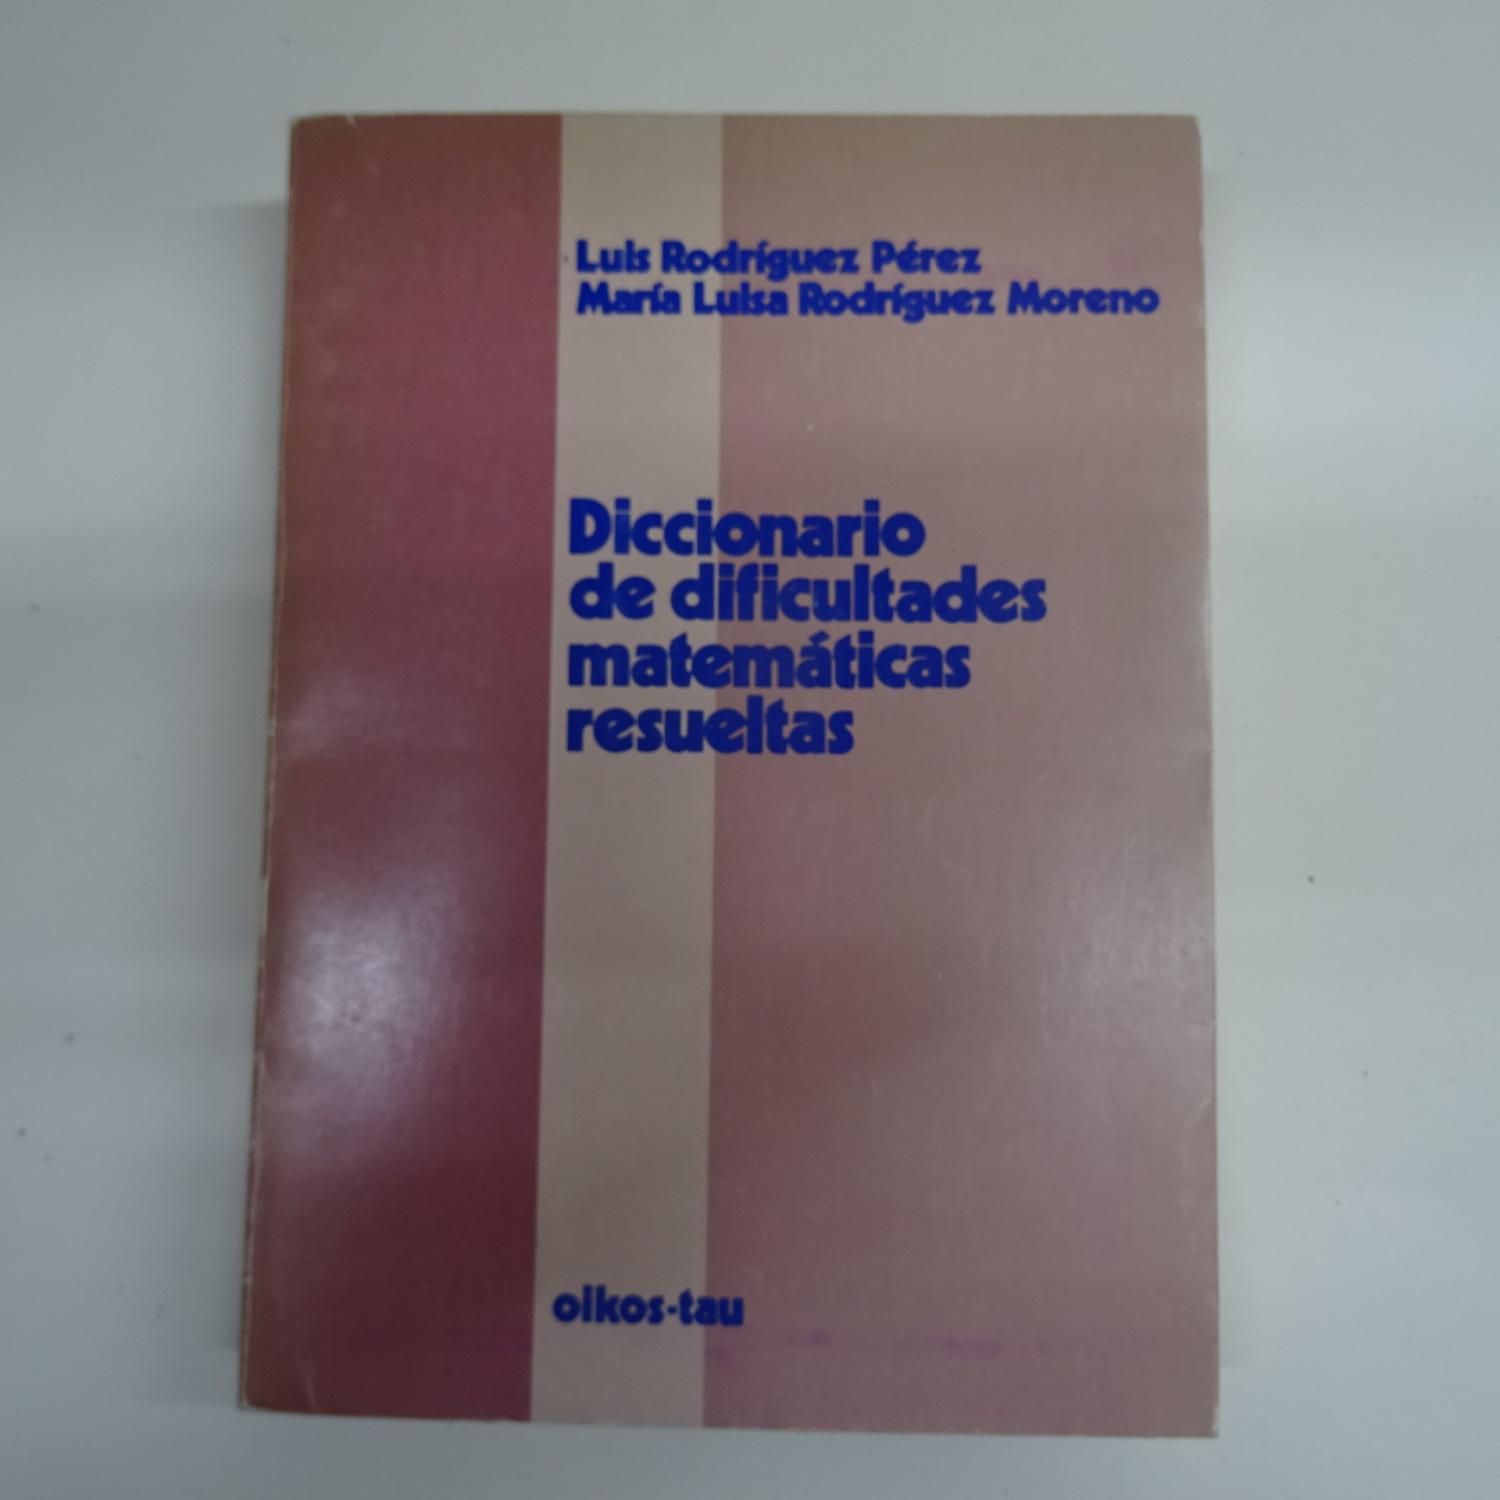 Luis Rodríguez Pérez
María Luisa Rodríguez Moreno
Diccionario
de dificultades
matemáticas
resueltas
oikos-tau